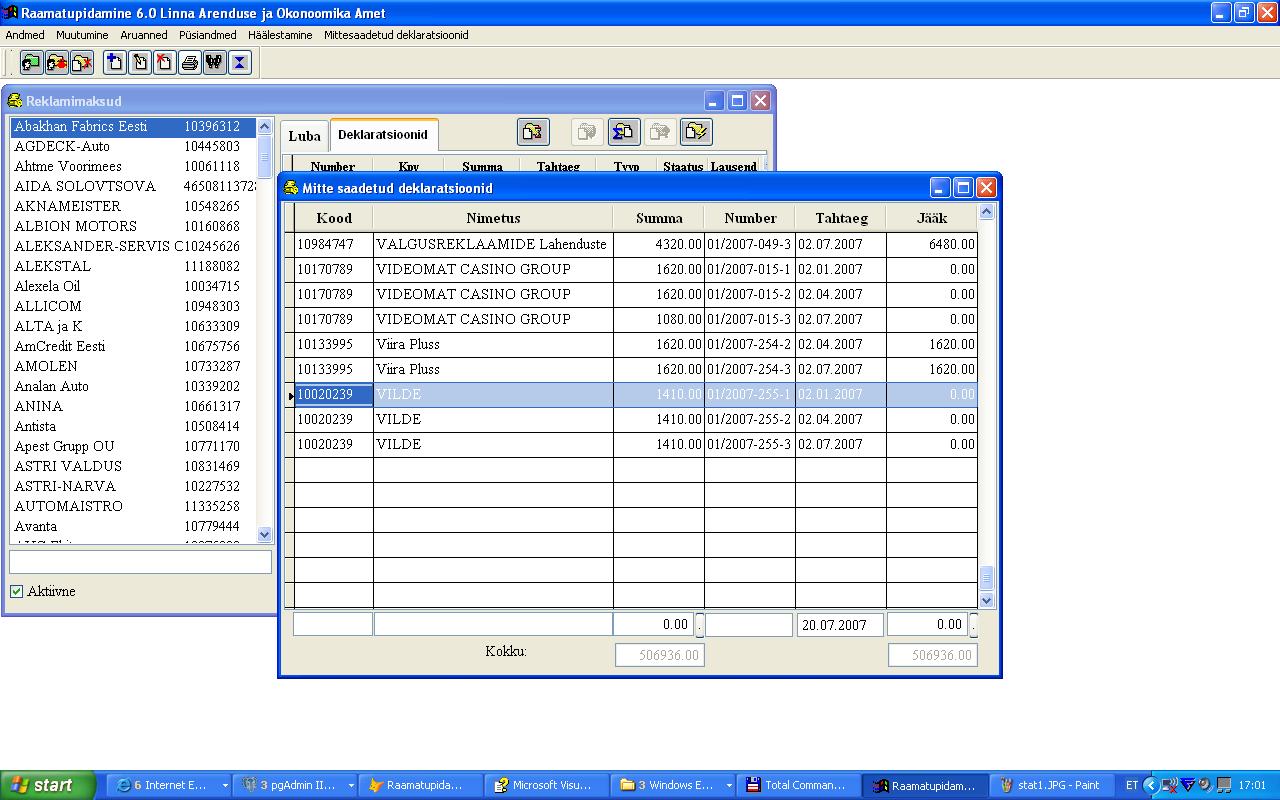 Raamatupidamine 6.0 Linna Arenduse ja Okonoomika Amet
Andmed Muutumine Aruanned Püsiandmed Häälestamine Mittesaadetud deklaratsioonid
Reklamimaksud
Abakhan Fabrics Eesti 10396312
AGDECK-Auto 10445803
Ahtme Voorimees 10061118
AIDA SOLOVTSOVA 46508113728
AKNAMEISTER 10548265
ALBION MOTORS 10160868
ALEKSANDER-SERVIS O 10245626
ALEKSTAL 11188082
Alexela Oil 10034715
ALLICOM 10948303
ALTA ja K 10633309
AmCredit Eesti 10675756
AMOLEN 10733287
Analan Auto 10339202
ANINA 10661317
Antista 10508414
Apest Grupp OU 10771170
ASTRI VALDUS 10831469
ASTRI-NARVA 10227532
AUTOMAISTRO 11335258
Avanta 10779444
Aktiivne
Luba Deklaratsioonid
Number Kpv Summa Tahtaeg Tyyp Staatus Lausend
Mitte saadetud deklaratsioonid
Kood Nimetus Summa Number Tahtaeg Jääk
10984747 VALGUSREKLAAMIDE Lahenduste 4320.00 01/2007-049-3 02.07.2007 6480.00
10170789 VIDEOMAT CASINO GROUP 1620.00 01/2007-015-1 02.01.2007 0.00
10170789 VIDEOMAT CASINO GROUP 1620.00 01/2007-015-2 02.04.2007 0.00
10170789 VIDEOMAT CASINO GROUP 1080.00 01/2007-015-3 02.07.2007 0.00
10133995 Viira Pluss 1620.00 01/2007-254-2 02.04.2007 1620.00
10133995 Viira Pluss 1620.00 01/2007-254-3 02.07.2007 1620.00
10020239 VILDE 1410.00 01/2007-255-1 02.01.2007 0.00
10020239 VILDE 1410.00 01/2007-255-2 02.04.2007 0.00
10020239 VILDE 1410.00 01/2007-255-3 02.07.2007 0.00
0.00 . 20.07.2007 0.00 .
Kokku: 506936.00 506936.00
start 6 Internet E... 3 pgAdmin II... Raamatupida... Microsoft Visu... 3 Windows E... Total Comman... Raamatupidam... stat1.JPG - Paint ET 17:01